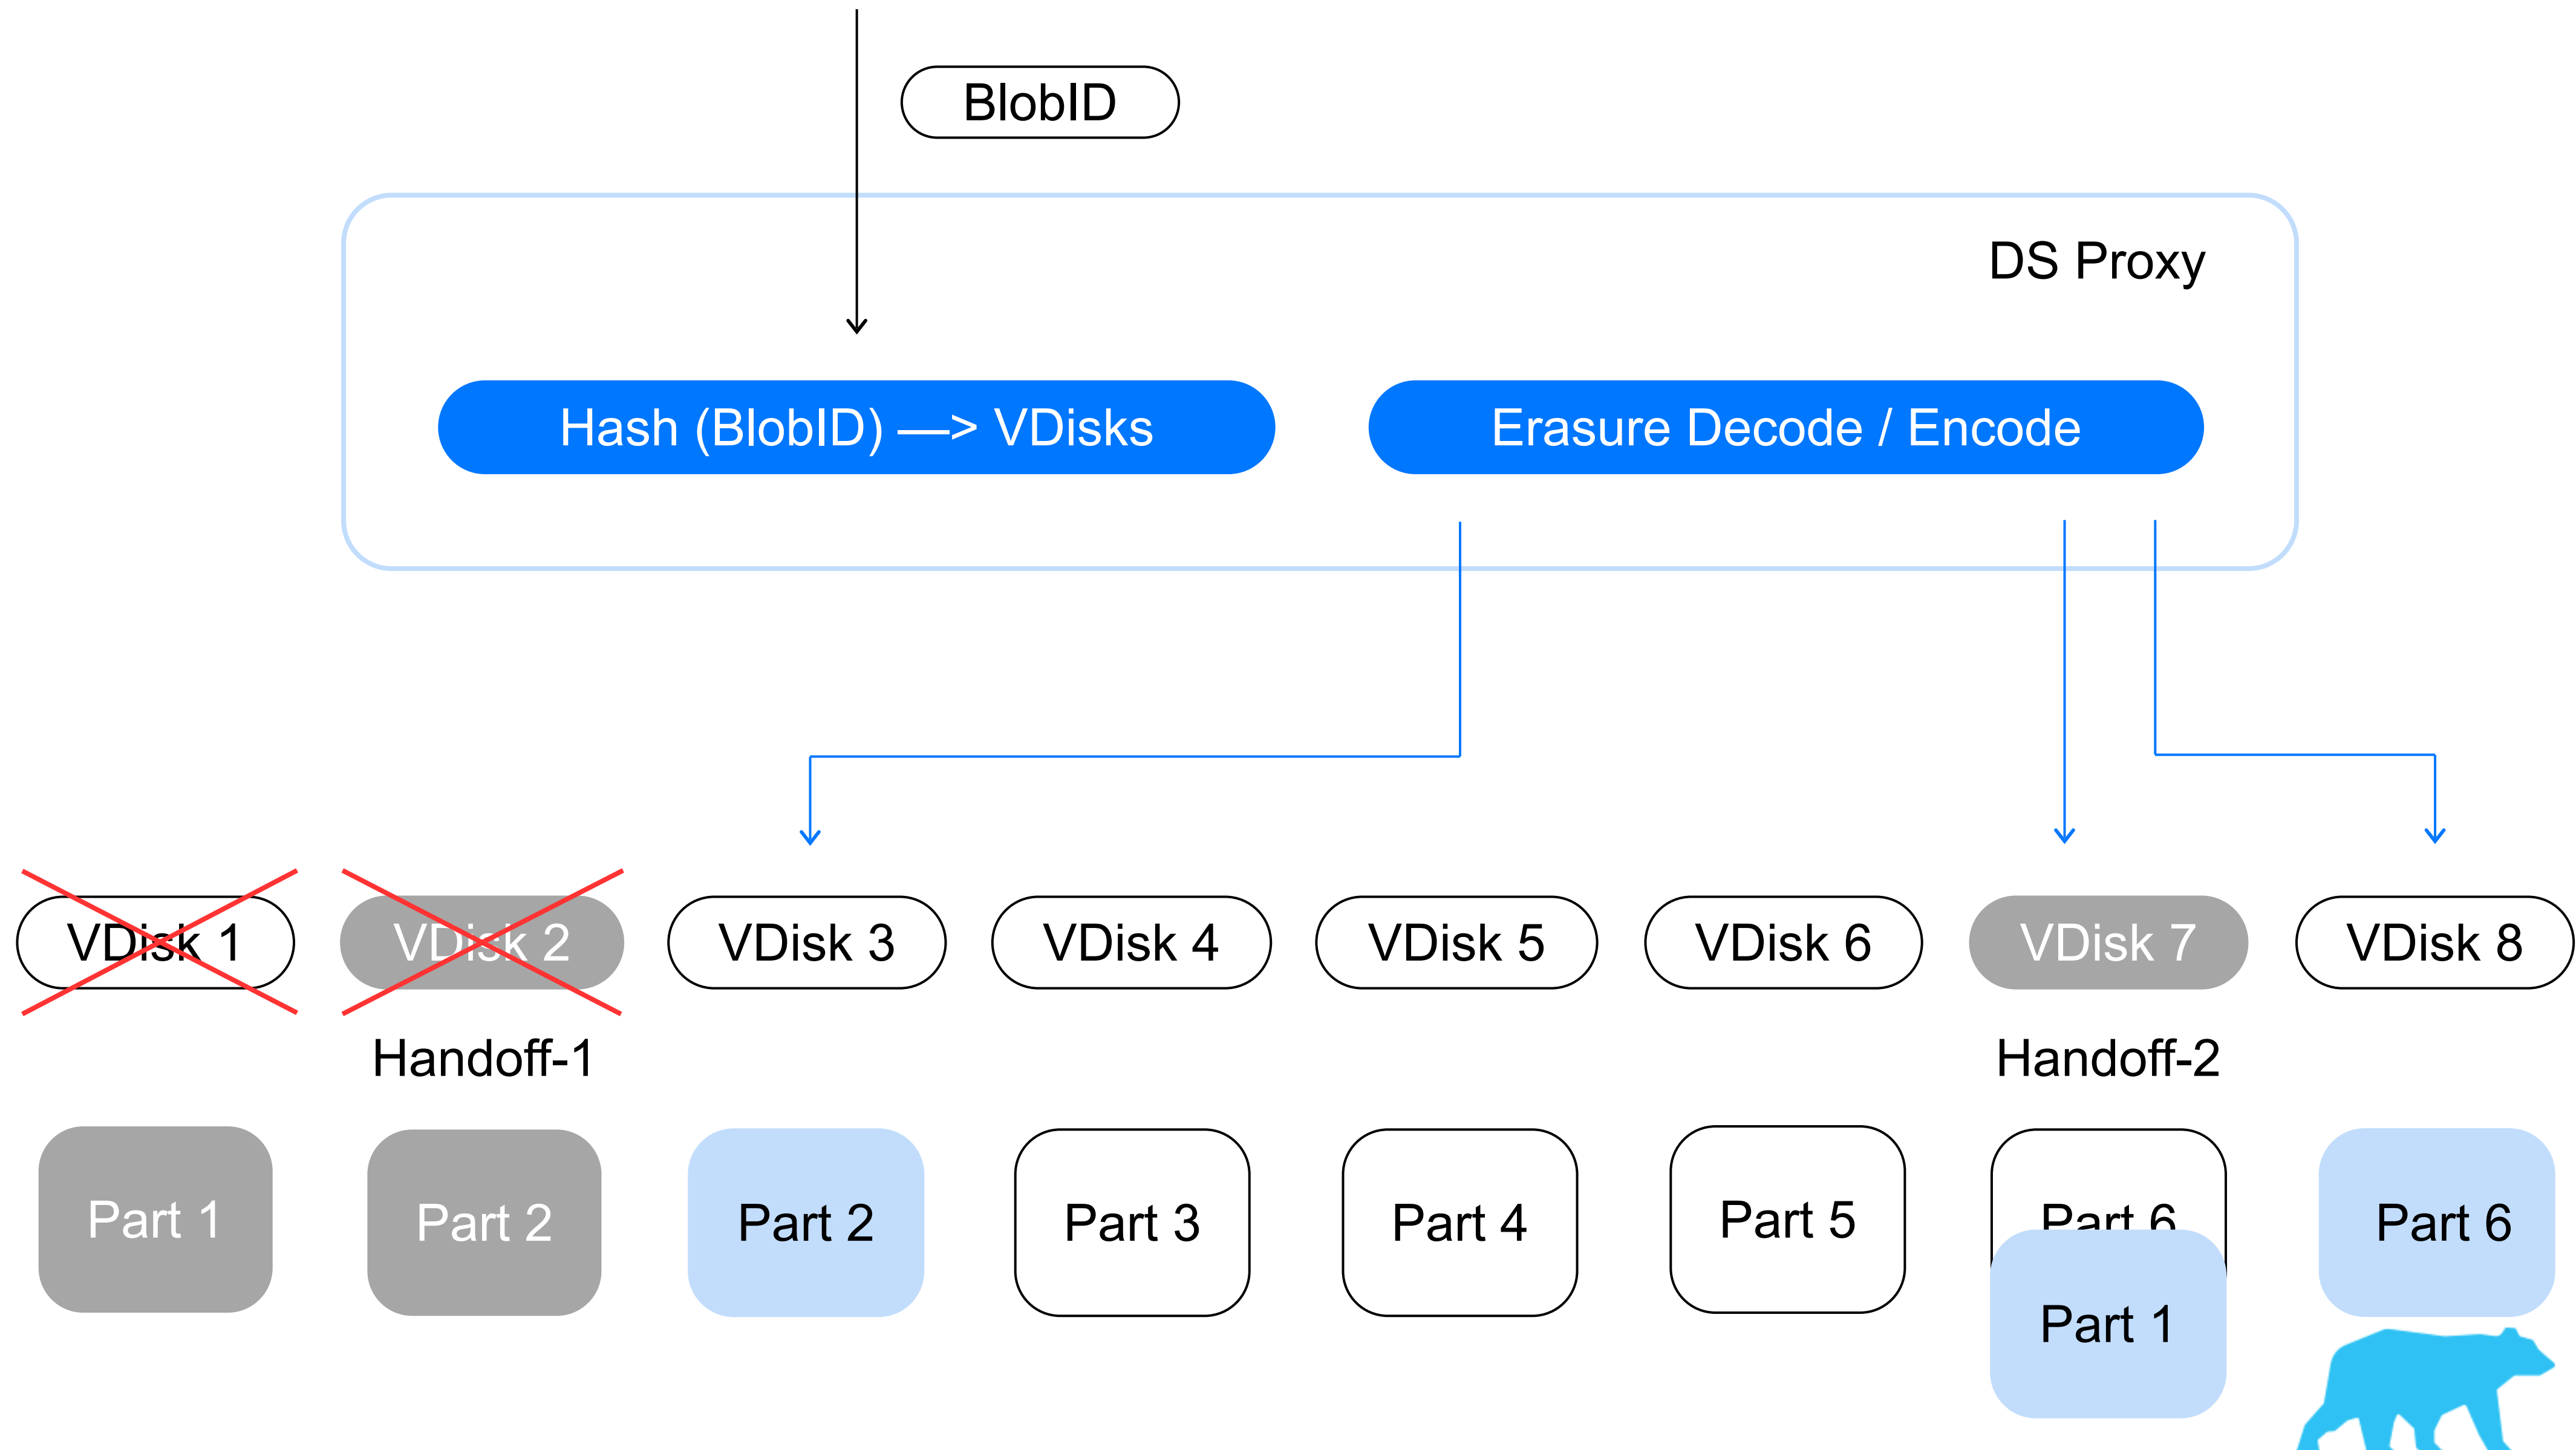 BlobID
DS Proxy
Hash (BlobID) —> VDisks
Erasure Decode / Encode
VDisk 1
VDisk 2
VDisk 3
VDisk 4
VDisk 5
VDisk 6
VDisk 7
VDisk 8
Handoff-1
Handoff-2
Part 1
Part 2
Part 2
Part 3
Part 4
Part 5
Part 6
Part 6
Part 1